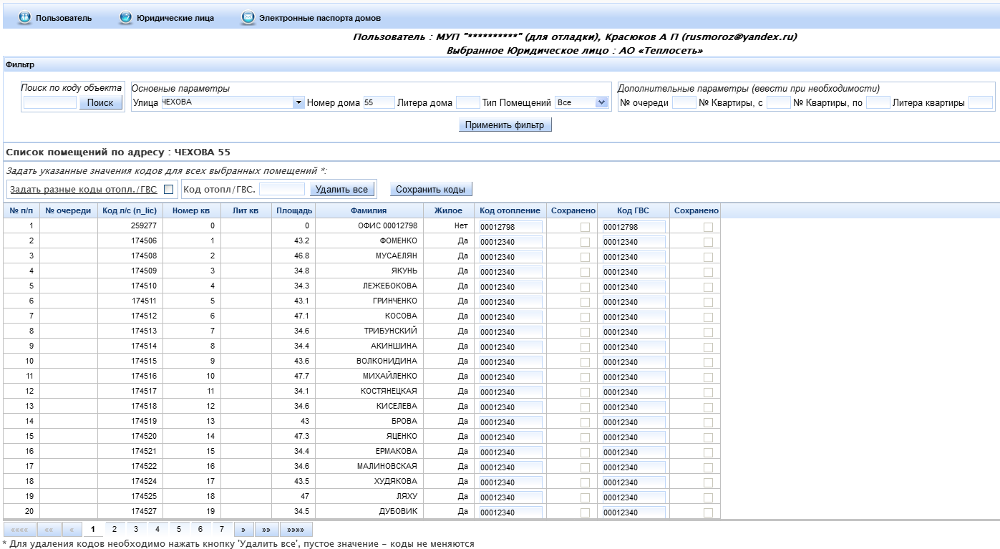 Пользователь Юридические лица Электронные паспорта домов
Пользователь : МУП "**********" (для отладки), Красюков А П (rusmoroz@yandex.ru)
Выбранное Юридическое лицо : АО «Теплосеть»
Фильтр
Поиск по коду объекта Основные параметры Дополнительные параметры (ввести при необходимости)
Поиск Улица ЧЕХОВА Номер дома 55 Литера дома Тип Помещений Все № очереди № Квартиры, с № Квартиры, по Литера квартиры
Применить фильтр
Список помещений по адресу : ЧЕХОВА 55
Задать указанные значения кодов для всех выбранных помещений *:
Задать разные коды отопл./ГВС Код отопл/ГВС. Удалить все Сохранить коды
№ п/п № очереди Код л/с (n_lic) Номер кв Лит кв Площадь Фамилия Жилое Код отопление Сохранено Код ГВС Сохранено
1 259277 0 0 ОФИС 00012798 Нет 00012798 00012798
2 174506 1 43.2 ФОМЕНКО Да 00012340 00012340
3 174508 2 46.8 МУСАЕЛЯН Да 00012340 00012340
4 174509 3 34.8 ЯКУНЬ Да 00012340 00012340
5 174510 4 34.3 ЛЕЖЕБОКОВА Да 00012340 00012340
6 174511 5 43.1 ГРИНЧЕНКО Да 00012340 00012340
7 174512 6 47.1 КОСОВА Да 00012340 00012340
8 174513 7 34.6 ТРИБУНСКИЙ Да 00012340 00012340
9 174514 8 34.4 АКИНШИНА Да 00012340 00012340
10 174515 9 43.6 ВОЛКОНИДИНА Да 00012340 00012340
11 174516 10 47.7 МИХАЙЛЕНКО Да 00012340 00012340
12 174517 11 34.1 КОСТЯНЕЦКАЯ Да 00012340 00012340
13 174518 12 34.6 КИСЕЛЕВА Да 00012340 00012340
14 174519 13 43 БРОВА Да 00012340 00012340
15 174520 14 47.3 ЯЦЕНКО Да 00012340 00012340
16 174521 15 34.4 ЕРМАКОВА Да 00012340 00012340
17 174522 16 34.6 МАЛИНОВСКАЯ Да 00012340 00012340
18 174524 17 43.5 ХУДЯКОВА Да 00012340 00012340
19 174525 18 47 ЛЯХУ Да 00012340 00012340
20 174527 19 34.5 ДУБОВИК Да 00012340 00012340
«««« «« « 1 2 3 4 5 6 7 » »» »»»»
* Для удаления кодов необходимо нажать кнопку 'Удалить все', пустое значение - коды не меняются